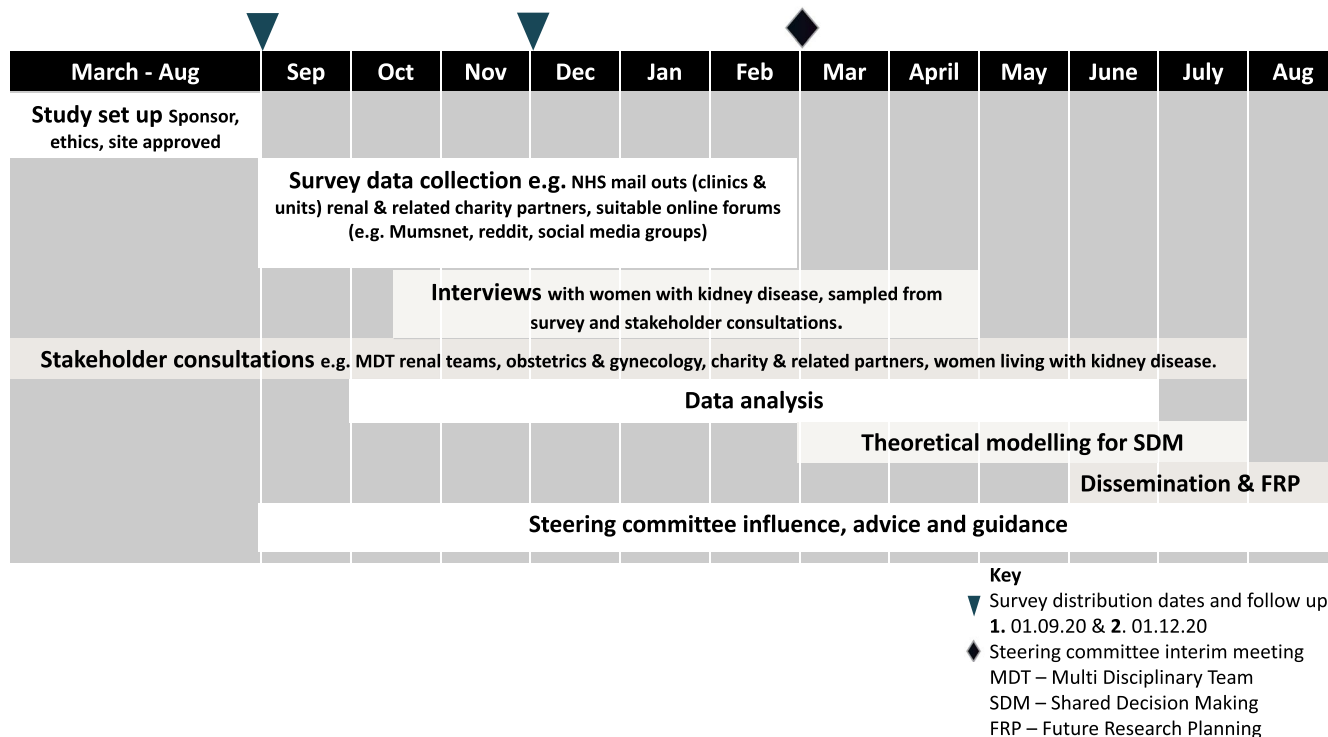 March - Aug Sep Oct Nov Dec Jan Feb Mar April May June July Aug
Study set up Sponsor,
ethics, site approved
Survey data collection e.g. NHS mail outs (clinics &
units) renal & related charity partners, suitable online forums
(e.g. Mumsnet, reddit, social media groups)
Interviews with women with kidney disease, sampled from
survey and stakeholder consultations.
Stakeholder consultations e.g. MDT renal teams, obstetrics & gynecology, charity & related partners, women living with kidney disease.
Data analysis
Theoretical modelling for SDM
Dissemination & FRP
Steering committee influence, advice and guidance
Key
Survey distribution dates and follow up
1. 01.09.20 & 2. 01.12.20
Steering committee interim meeting
MDT – Multi Disciplinary Team
SDM – Shared Decision Making
FRP – Future Research Planning